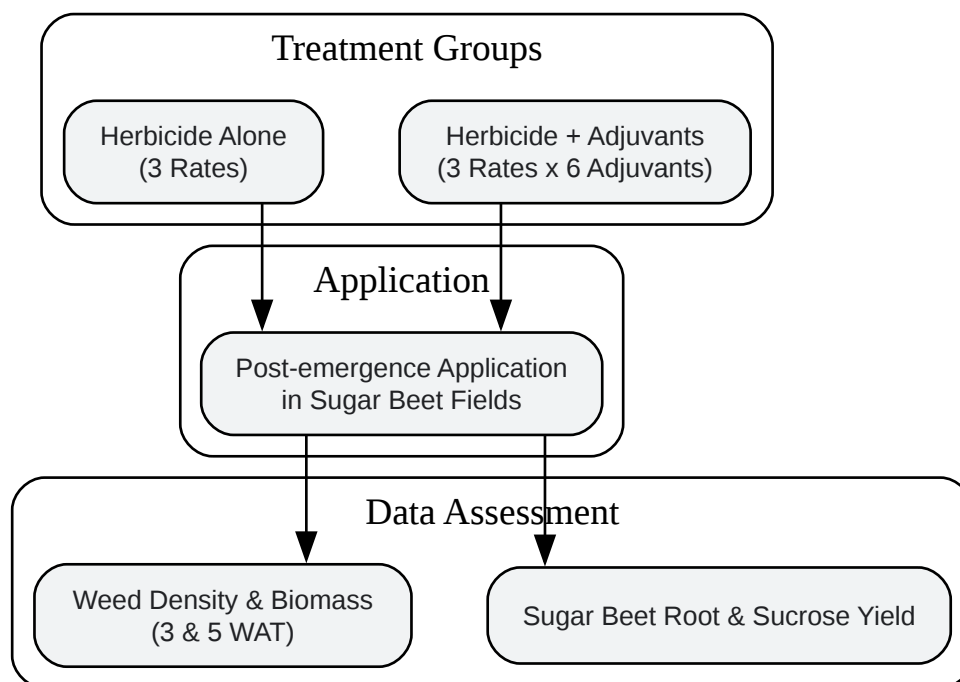 Treatment Groups
Herbicide Alone
(3 Rates)
Herbicide + Adjuvants
(3 Rates x 6 Adjuvants)
Application
Post-emergence Application
in Sugar Beet Fields
Data Assessment
Weed Density & Biomass
(3 & 5 WAT)
Sugar Beet Root & Sucrose Yield